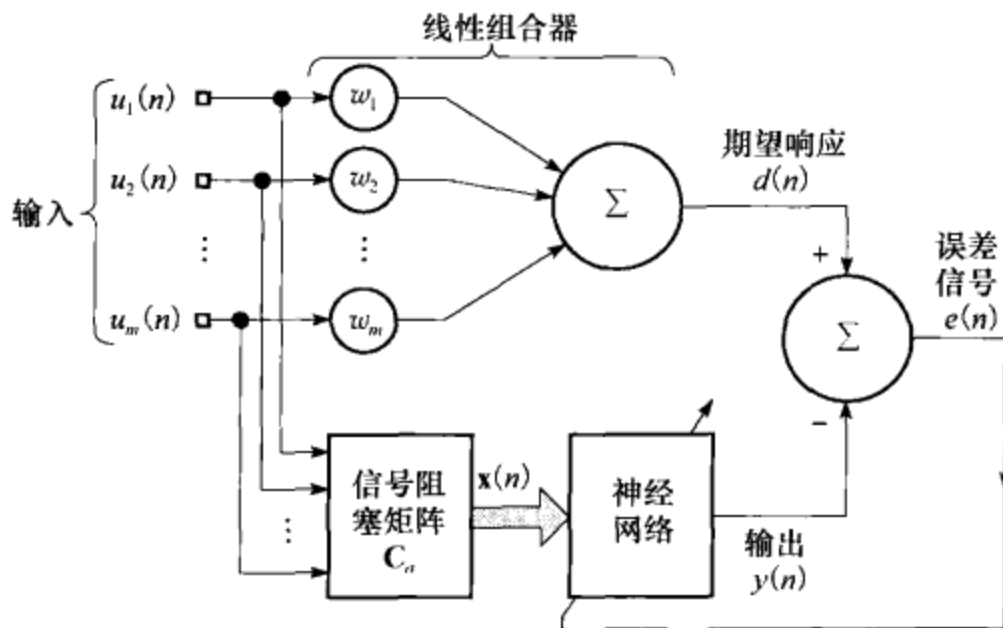 线性组合器
输入
u₁(n)
w₁
u₂(n)
w₂
⋮
⋮
uₘ(n)
wₘ
Σ
期望响应
d(n)
+
Σ
−
误差
信号
e(n)
信号阻
塞矩阵
Cₐ
x(n)
神经
网络
输出
y(n)
⋮